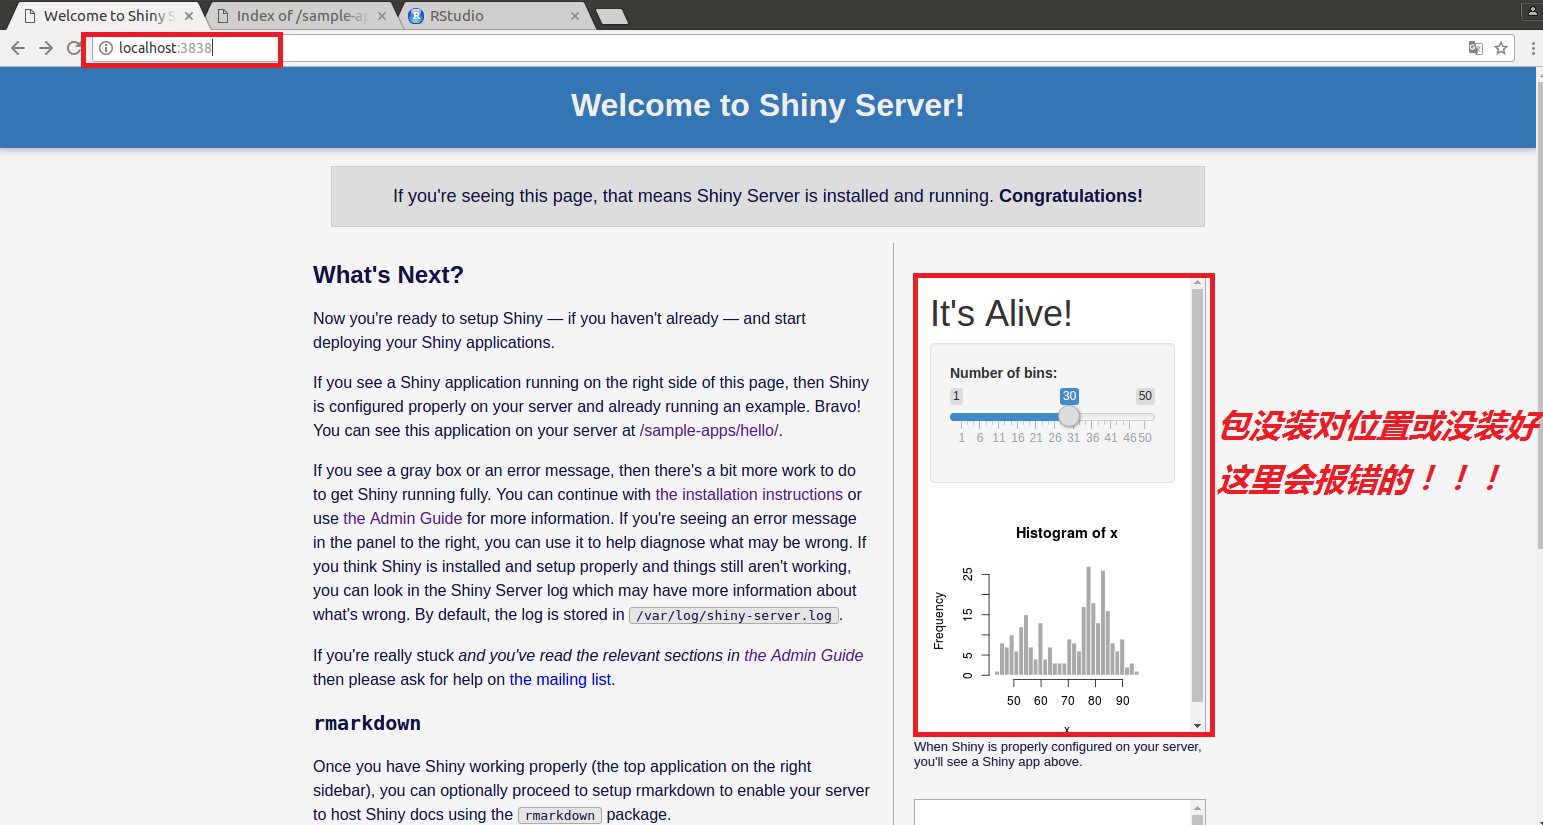 Welcome to Shiny S
Index of /sample-ap
RStudio
localhost:3838
Welcome to Shiny Server!
If you're seeing this page, that means Shiny Server is installed and running. Congratulations!
What's Next?
Now you're ready to setup Shiny — if you haven't already — and start
deploying your Shiny applications.
If you see a Shiny application running on the right side of this page, then Shiny
is configured properly on your server and already running an example. Bravo!
You can see this application on your server at /sample-apps/hello/.
If you see a gray box or an error message, then there's a bit more work to do
to get Shiny running fully. You can continue with the installation instructions or
use the Admin Guide for more information. If you're seeing an error message
in the panel to the right, you can use it to help diagnose what may be wrong. If
you think Shiny is installed and setup properly and things still aren't working,
you can look in the Shiny Server log which may have more information about
what's wrong. By default, the log is stored in /var/log/shiny-server.log.
If you're really stuck and you've read the relevant sections in the Admin Guide
then please ask for help on the mailing list.
rmarkdown
Once you have Shiny working properly (the top application on the right
sidebar), you can optionally proceed to setup rmarkdown to enable your server
to host Shiny docs using the rmarkdown package.
It's Alive!
Number of bins:
1 30 50
1 6 11 16 21 26 31 36 41 46 50
Histogram of x
Frequency
25
15
5
0
50 60 70 80 90
x
When Shiny is properly configured on your server,
you'll see a Shiny app above.
包没装对位置或没装好
这里会报错的！！！